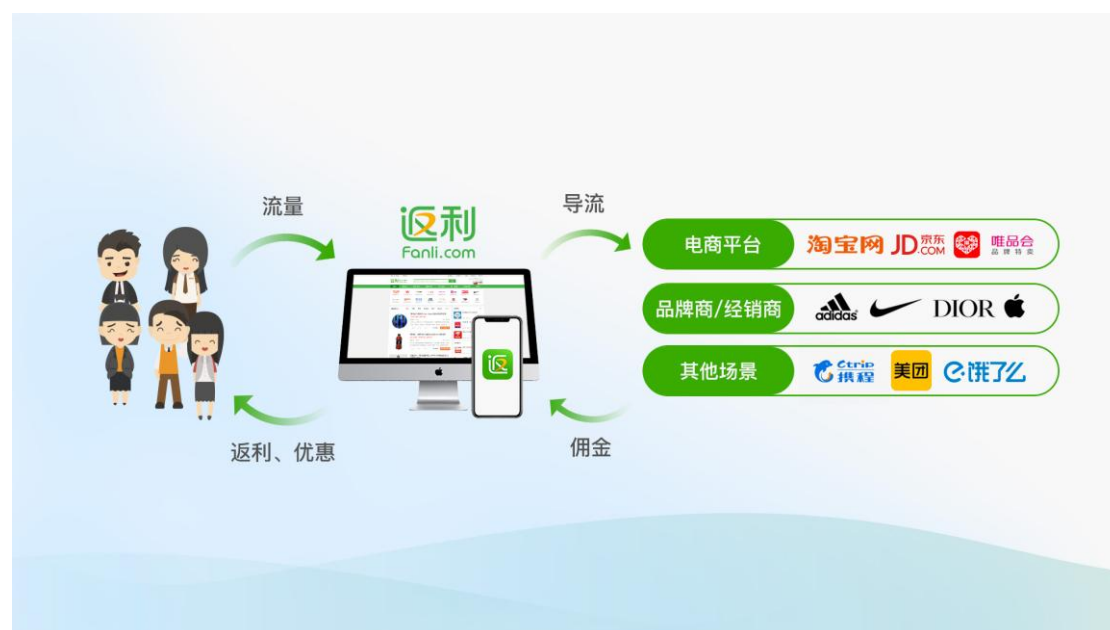 流量
返利
Fanli.com
导流
电商平台
淘宝网 JD.COM 京东 唯品会 品牌特卖
品牌商/经销商
adidas DIOR
其他场景
Ctrip 携程 美团 饿了么
返
返利、优惠
佣金